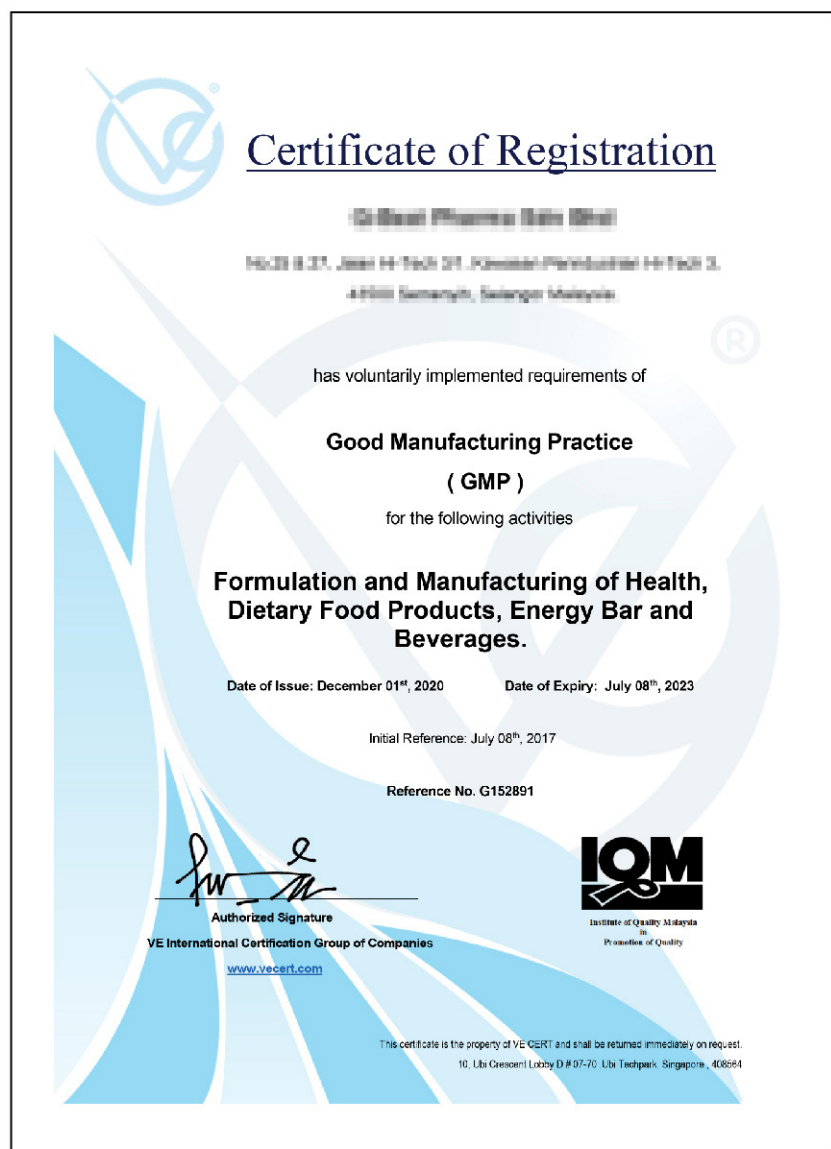 VE
®
Certificate of Registration
®
has voluntarily implemented requirements of
Good Manufacturing Practice
( GMP )
for the following activities
Formulation and Manufacturing of Health,
Dietary Food Products, Energy Bar and
Beverages.
Date of Issue: December 01st, 2020 Date of Expiry: July 08th, 2023
Initial Reference: July 08th, 2017
Reference No. G152891
Authorized Signature
VE International Certification Group of Companies
www.vecert.com
IQM
Institute of Quality Malaysia
in
Promotion of Quality
This certificate is the property of VE CERT and shall be returned immediately on request.
10, Ubi Crescent Lobby D # 07-70 Ubi Techpark Singapore , 408564